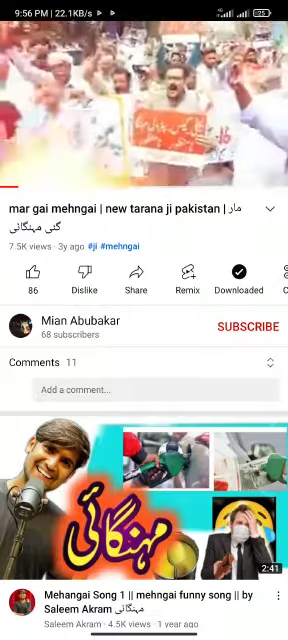 9:56 PM | 22.1KB/s
25
mar gai mehngai | new tarana ji pakistan | مار
گئی مہنگائی
7.5K views · 3y ago #ji #mehngai
86
Dislike
Share
Remix
Downloaded
Mian Abubakar
68 subscribers
SUBSCRIBE
Comments 11
Add a comment...
مہنگائی
2:41
Mehangai Song 1 || mehngai funny song || by
Saleem Akram مہنگائی
Saleem Akram · 4.5K views · 1 year ago